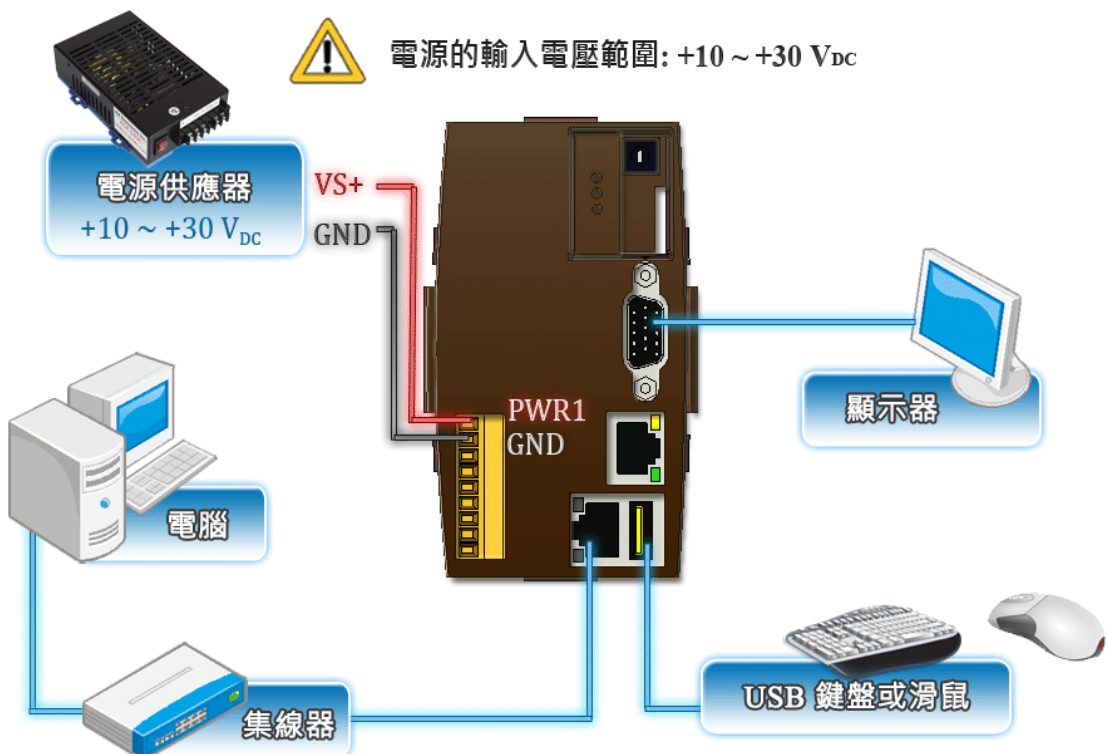 電源的輸入電壓範圍: +10 ~ +30 VDC
電源供應器
+10 ~ +30 VDC
VS+
GND
PWR1
GND
顯示器
電腦
集線器
USB 鍵盤或滑鼠